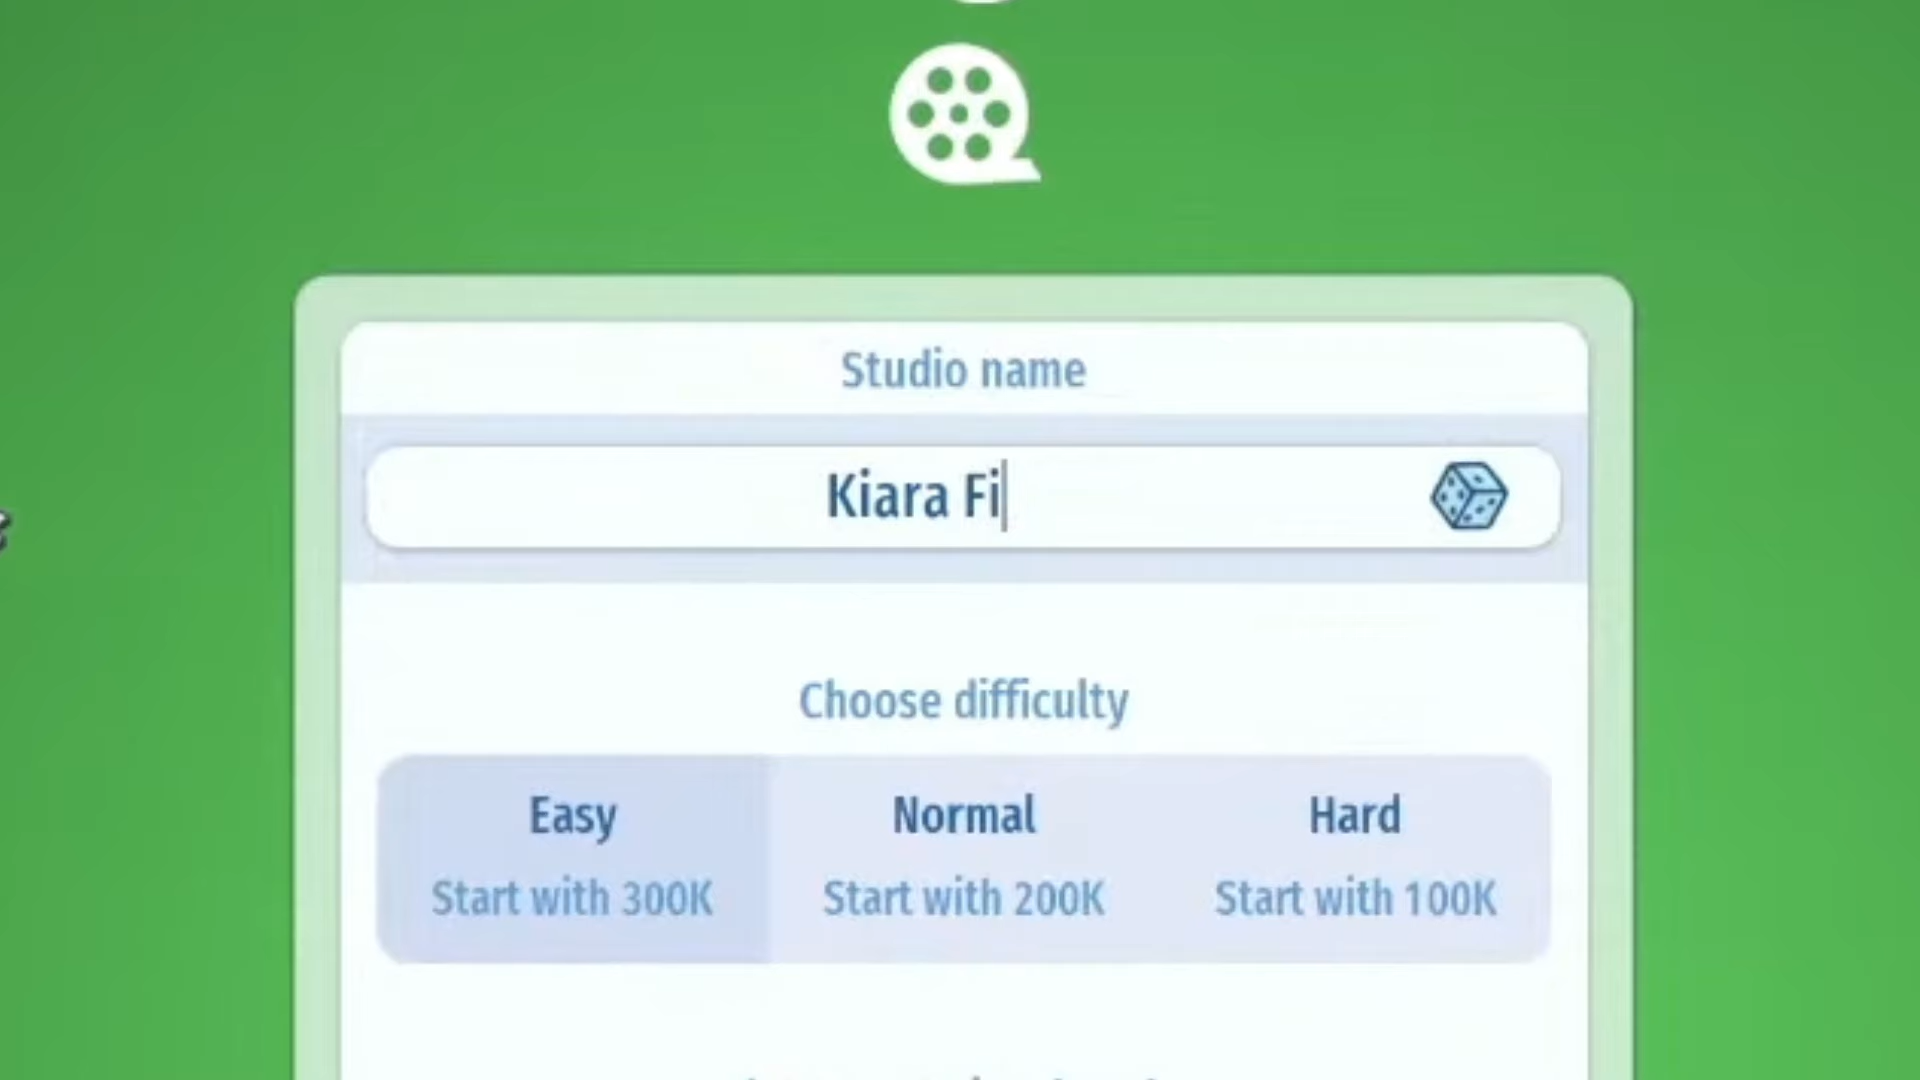 Studio name
Kiara Fi
Choose difficulty
Easy
Normal
Hard
Start with 300K
Start with 200K
Start with 100K